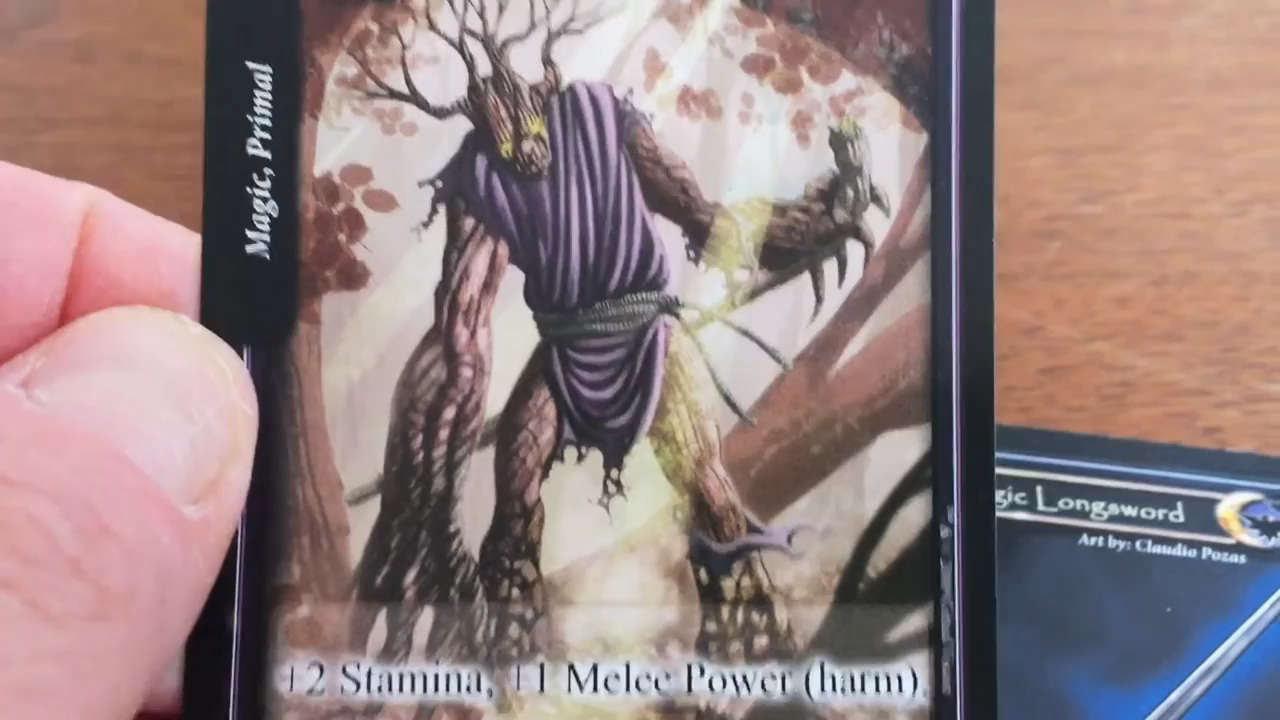 Magic, Primal
+2 Stamina, +1 Melee Power (harm).
gic Longsword
Art by: Claudio Pozas